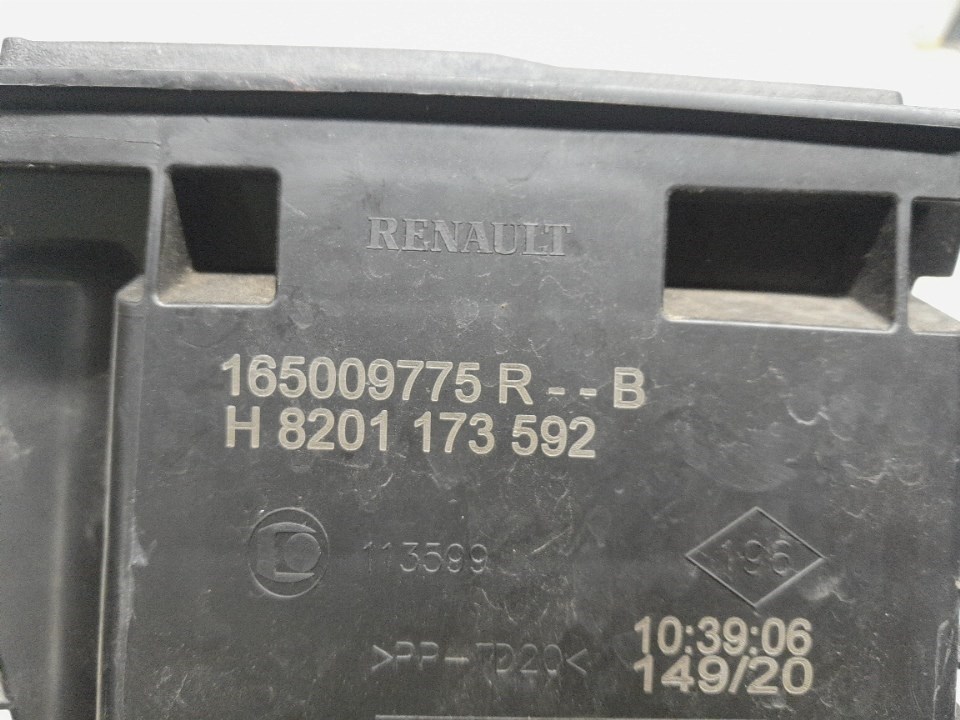 RENAULT
165009775 R - - B
H 8201 173 592
113599
196
>PP-TD20<
10:39:06
149/20